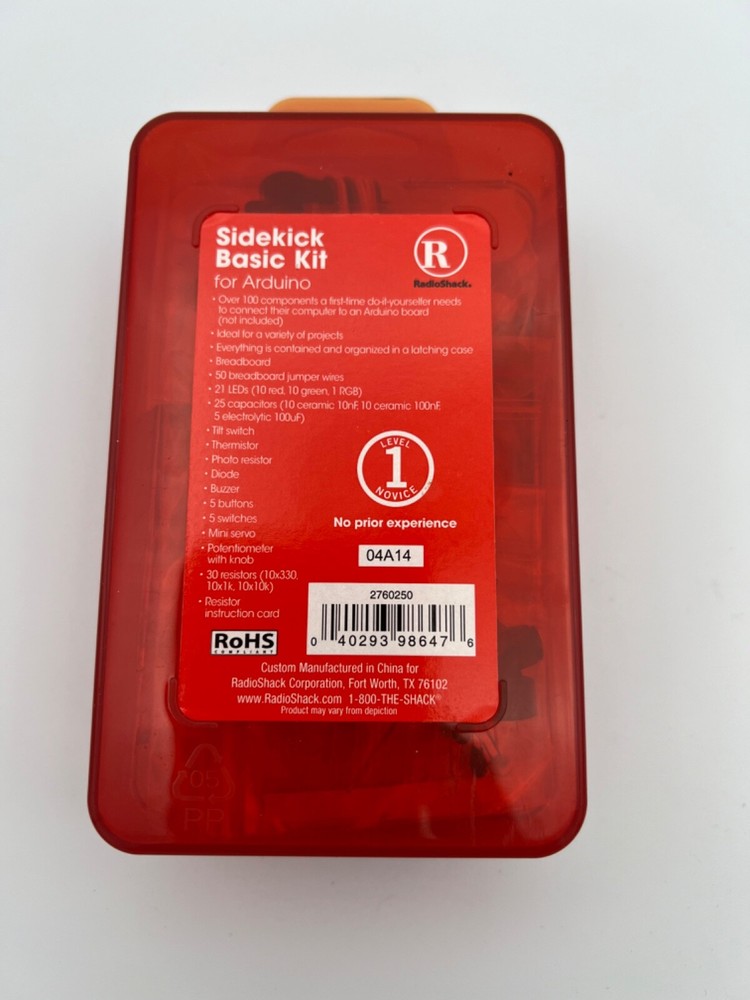 Sidekick
Basic Kit
for Arduino
R
RadioShack®
• Over 100 components a first-time do-it-yourselfer needs
to connect their computer to an Arduino board
(not included)
• Ideal for a variety of projects
• Everything is contained and organized in a latching case
• Breadboard
• 50 breadboard jumper wires
• 21 LEDs (10 red, 10 green, 1 RGB)
• 25 capacitors (10 ceramic 10nF, 10 ceramic 100nF,
5 electrolytic 100uF)
• Tilt switch
• Thermistor
• Photo resistor
• Diode
• Buzzer
• 5 buttons
• 5 switches
• Mini servo
• Potentiometer
with knob
• 30 resistors (10x330,
10x1k, 10x10k)
• Resistor
instruction card
LEVEL
1
NOVICE
No prior experience
04A14
2760250
0 40293 98647 6
RoHS
COMPLIANT
Custom Manufactured in China for
RadioShack Corporation, Fort Worth, TX 76102
www.RadioShack.com 1-800-THE-SHACK®
Product may vary from depiction
05
PP